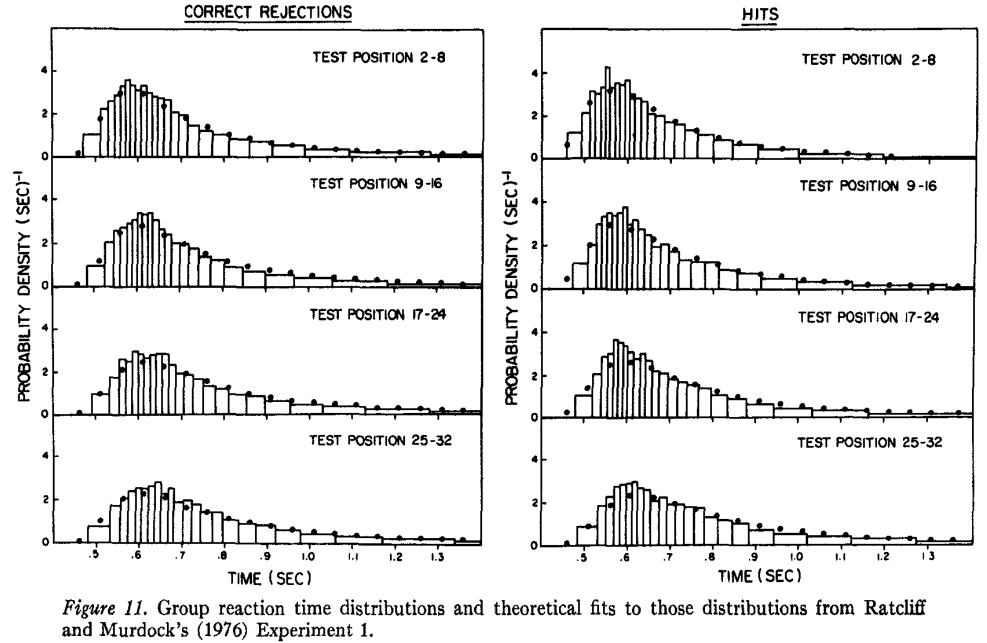 CORRECT REJECTIONS
TEST POSITION 2-8
4
2
0
TEST POSITION 9-16
4
2
0
TEST POSITION 17-24
4
2
0
TEST POSITION 25-32
4
2
0
.5 .6 .7 .8 .9 1.0 1.1 1.2 1.3
TIME (SEC)
PROBABILITY DENSITY (SEC)-1
HITS
TEST POSITION 2-8
4
2
0
TEST POSITION 9-16
4
2
0
TEST POSITION 17-24
4
2
0
TEST POSITION 25-32
4
2
0
.5 .6 .7 .8 .9 1.0 1.1 1.2 1.3
TIME (SEC)
PROBABILITY DENSITY (SEC)-1
Figure 11. Group reaction time distributions and theoretical fits to those distributions from Ratcliff
and Murdock's (1976) Experiment 1.